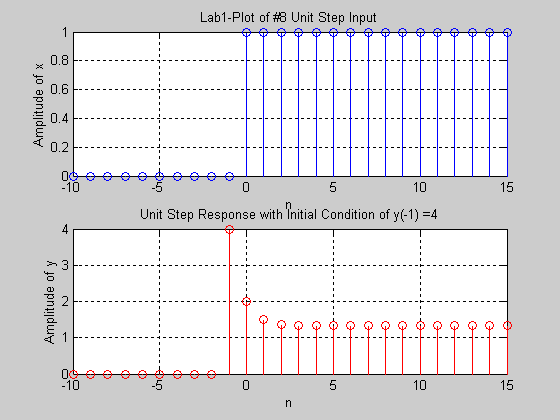 Lab1-Plot of #8 Unit Step Input
Amplitude of x
1
0.8
0.6
0.4
0.2
0
-10 -5 0 5 10 15
n
Unit Step Response with Initial Condition of y(-1) =4
Amplitude of y
4
3
2
1
0
-10 -5 0 5 10 15
n